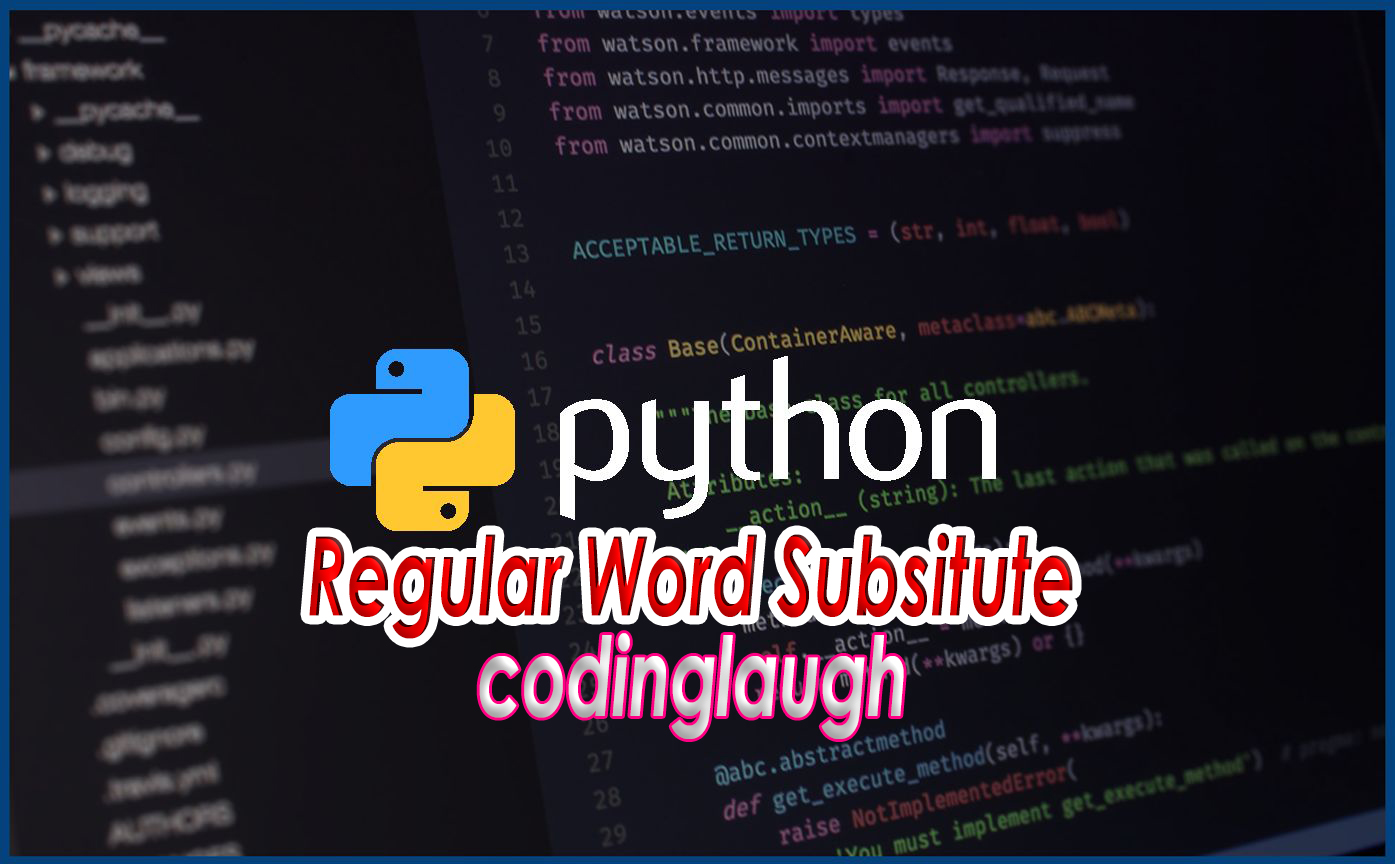 __pycache__
framework
__pycache__
debug
logging
support
views
__init__.py
applications.py
bin.py
config.py
controllers.py
events.py
exceptions.py
listeners.py
__init__.py
.coveragerc
.gitignore
.travis.yml
AUTHORS
6 from watson.events import types
7 from watson.framework import events
8 from watson.http.messages import Response, Request
9 from watson.common.imports import get_qualified_name
10 from watson.common.contextmanagers import suppress
11
12
13 ACCEPTABLE_RETURN_TYPES = (str, int, float, bool)
14
15
16 class Base(ContainerAware, metaclass=abc.ABCMeta):
17
18 """The base class for all controllers.
Attributes:
__action__ (string): The last action that was called on the
python
Regular Word Subsitute
codinglaugh
__action__ =
(**kwargs) or {}
26
27 @abc.abstractmethod
28 def get_execute_method(self, **kwargs):
29 raise NotImplementedError(
'You must implement get_execute_method')